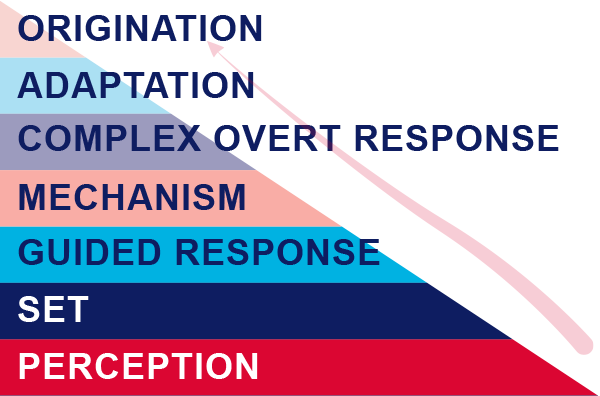 ORIGINATION
ADAPTATION
COMPLEX OVERT RESPONSE
MECHANISM
GUIDED RESPONSE
SET
PERCEPTION